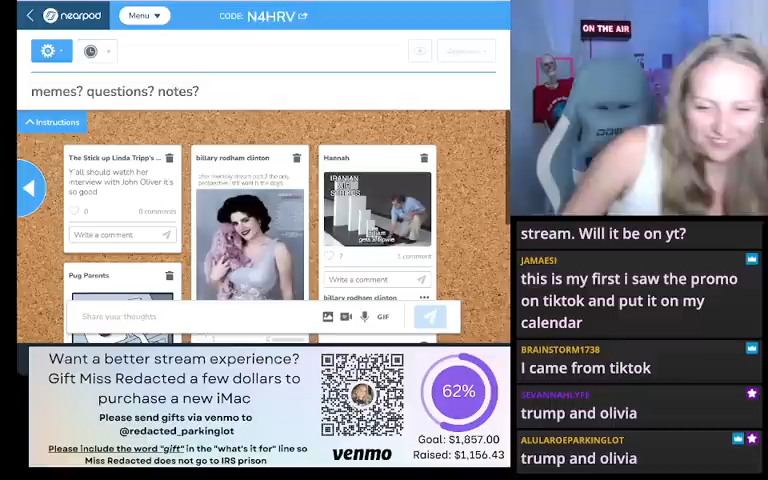 nearpod
Menu
CODE: N4HRV
memes? questions? notes?
Instructions
The Stick up Linda Tripp's ...
Y'all should watch her
interview with John Oliver it's
so good
0
0 comments
Write a comment
Pug Parents
billary rodham clinton
Hannah
IRANIAN
7
1 comment
Write a comment
billary rodham clinton
Share your thoughts
GIF
Want a better stream experience?
Gift Miss Redacted a few dollars to
purchase a new iMac
Please send gifts via venmo to
@redacted_parkinglot
Please include the word "gift" in the "what's it for" line so
Miss Redacted does not go to IRS prison
venmo
62%
Goal: $1,857.00
Raised: $1,156.43
ON THE AIR
stream. Will it be on yt?
JAMAESI
this is my first i saw the promo
on tiktok and put it on my
calendar
BRAINSTORM1738
I came from tiktok
SEVANNAHLYFE
trump and olivia
ALULAROEPARKINGLOT
trump and olivia